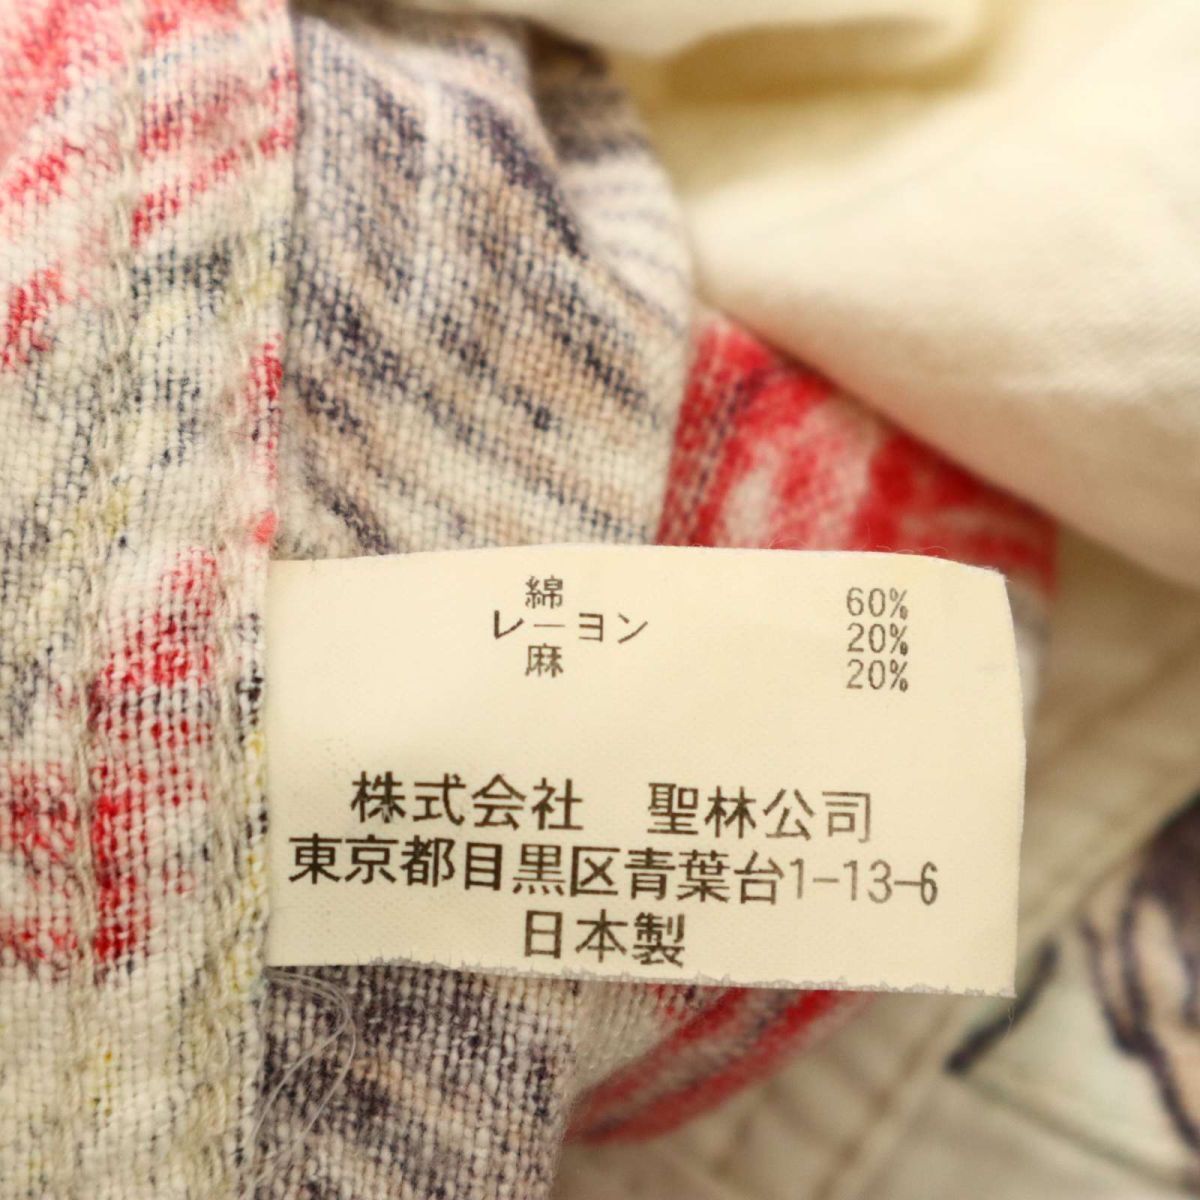 綿 60%
レーヨン 20%
麻 20%
株式会社 聖林公司
東京都目黒区青葉台1-13-6
日本製